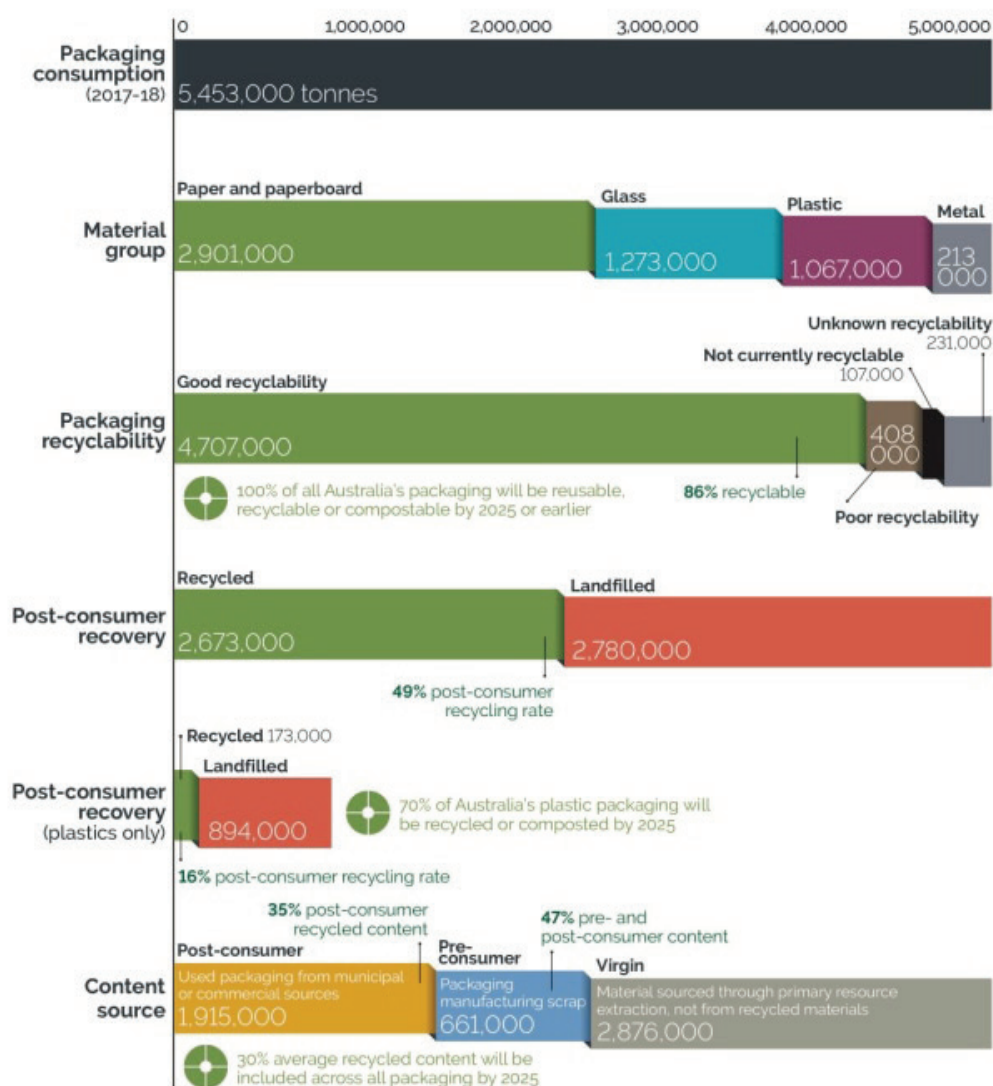 0 1,000,000 2,000,000 3,000,000 4,000,000 5,000,000
Packaging
consumption
(2017-18)
5,453,000 tonnes
Material
group
Paper and paperboard
2,901,000
Glass
1,273,000
Plastic
1,067,000
Metal
213
000
Packaging
recyclability
Good recyclability
4,707,000
86% recyclable
408
000
Poor recyclability
Not currently recyclable
107,000
Unknown recyclability
231,000
100% of all Australia's packaging will be reusable,
recyclable or compostable by 2025 or earlier
Post-consumer
recovery
Recycled
2,673,000
49% post-consumer
recycling rate
Landfilled
2,780,000
Post-consumer
recovery
(plastics only)
Recycled 173,000
16% post-consumer recycling rate
Landfilled
894,000
70% of Australia's plastic packaging will
be recycled or composted by 2025
Content
source
35% post-consumer
recycled content
Post-consumer
Used packaging from municipal
or commercial sources
1,915,000
47% pre- and
post-consumer content
Pre-
consumer
Packaging
manufacturing scrap
661,000
Virgin
Material sourced through primary resource
extraction, not from recycled materials
2,876,000
30% average recycled content will be
included across all packaging by 2025